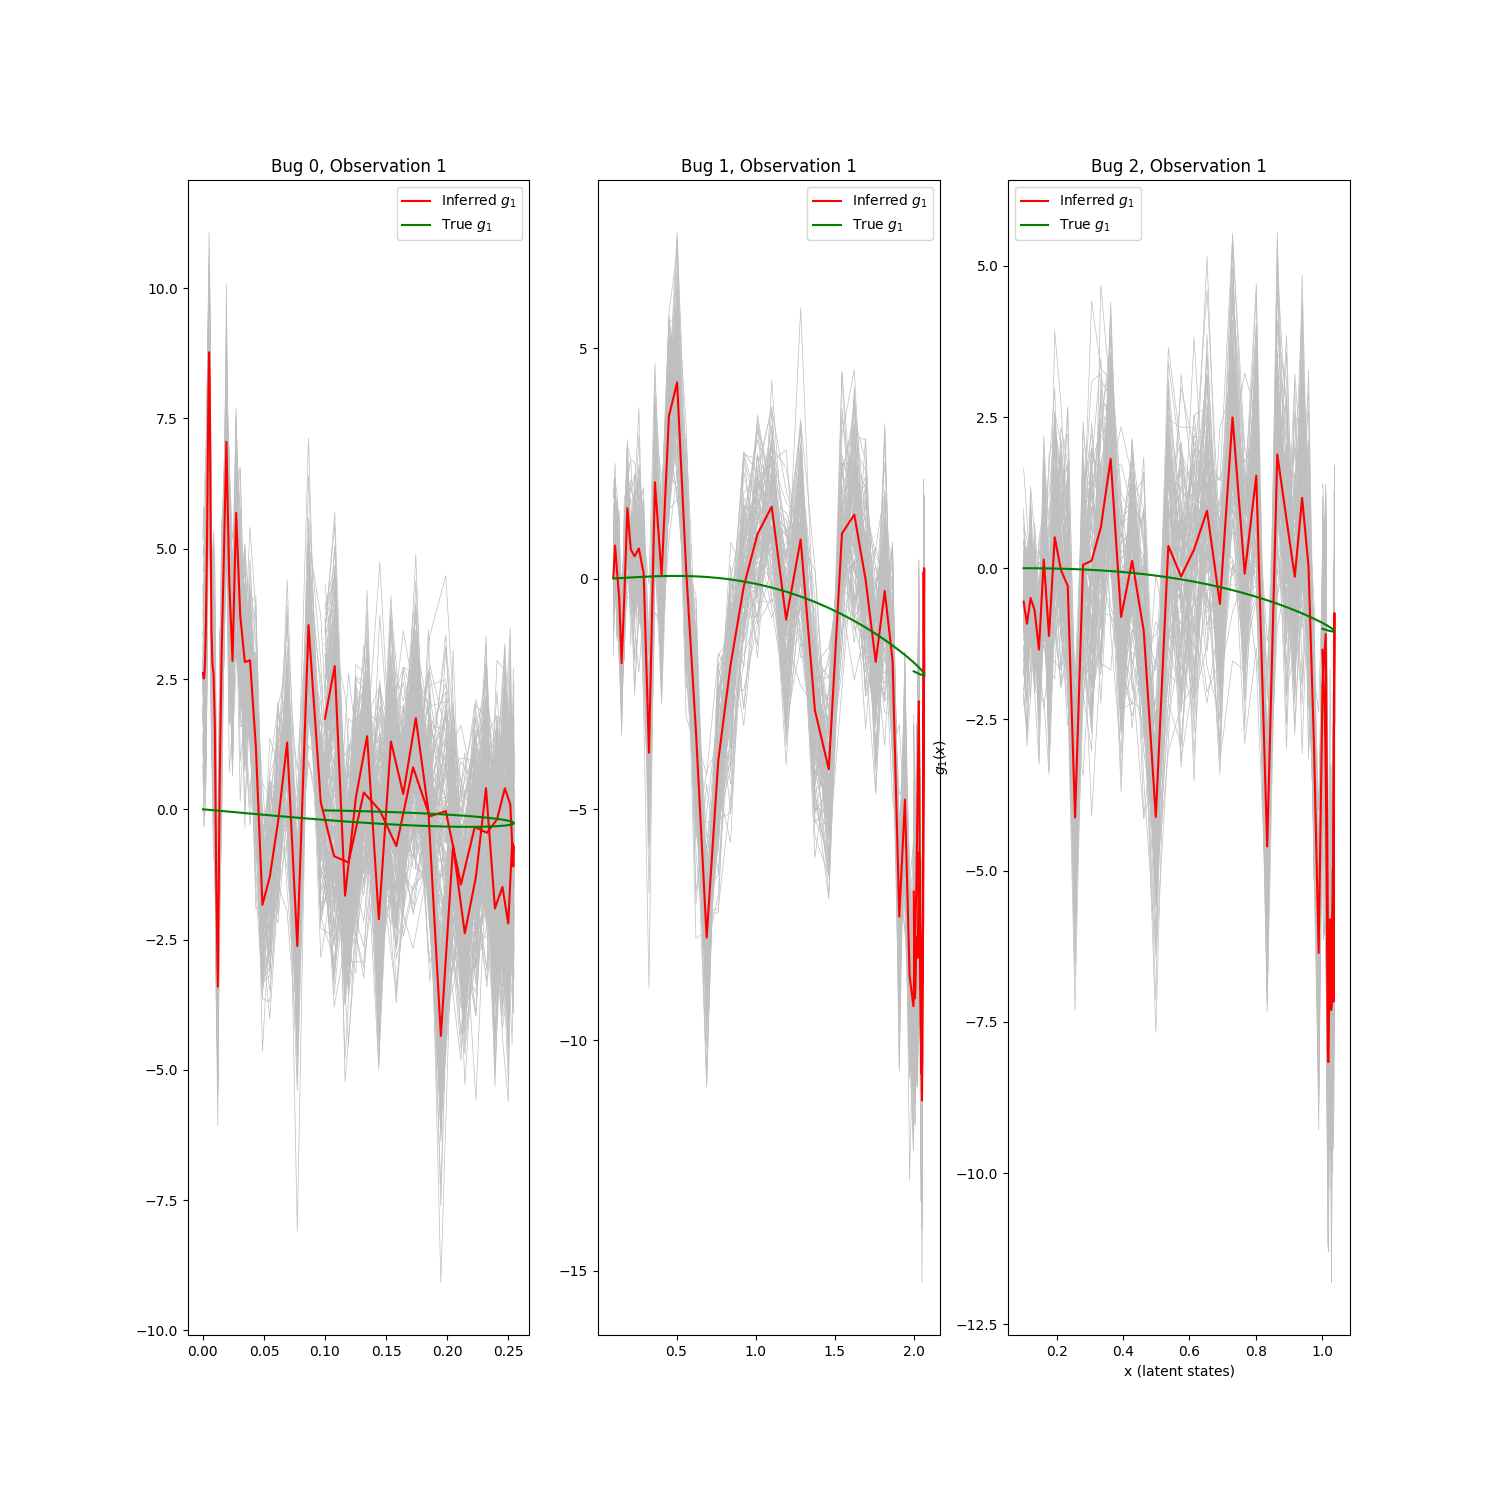 Bug 0, Observation 1
Inferred g₁
True g₁
10.0
7.5
5.0
2.5
0.0
−2.5
−5.0
−7.5
−10.0
0.00 0.05 0.10 0.15 0.20 0.25
Bug 1, Observation 1
Inferred g₁
True g₁
5
0
−5
−10
−15
0.5 1.0 1.5 2.0
Bug 2, Observation 1
Inferred g₁
True g₁
g₁(x)
5.0
2.5
0.0
−2.5
−5.0
−7.5
−10.0
−12.5
0.2 0.4 0.6 0.8 1.0
x (latent states)